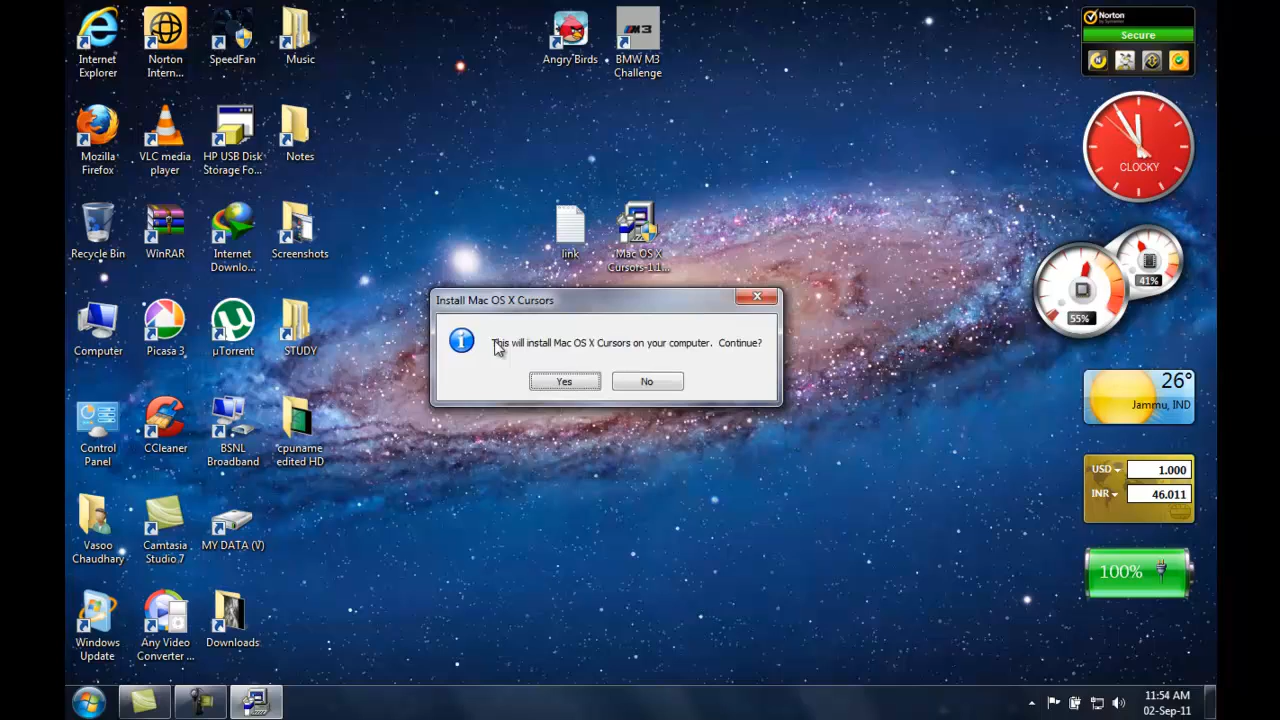 Internet
Explorer
Norton
Intern...
SpeedFan
Music
Angry Birds
M3
BMW M3
Challenge
Norton
by Symantec
Secure
Mozilla
Firefox
VLC media
player
HP USB Disk
Storage Fo...
Notes
CLOCKY
Recycle Bin
WinRAR
Internet
Downlo...
Screenshots
link
Mac OS X
Cursors-1.1...
41%
55%
Install Mac OS X Cursors
This will install Mac OS X Cursors on your computer. Continue?
Yes
No
Computer
Picasa 3
µTorrent
STUDY
26°
Jammu, IND
Control
Panel
CCleaner
BSNL
Broadband
cpuname
edited HD
USD
1.000
INR
46.011
Vasoo
Chaudhary
Camtasia
Studio 7
MY DATA (V)
100%
Windows
Update
Any Video
Converter ...
Downloads
11:54 AM
02-Sep-11